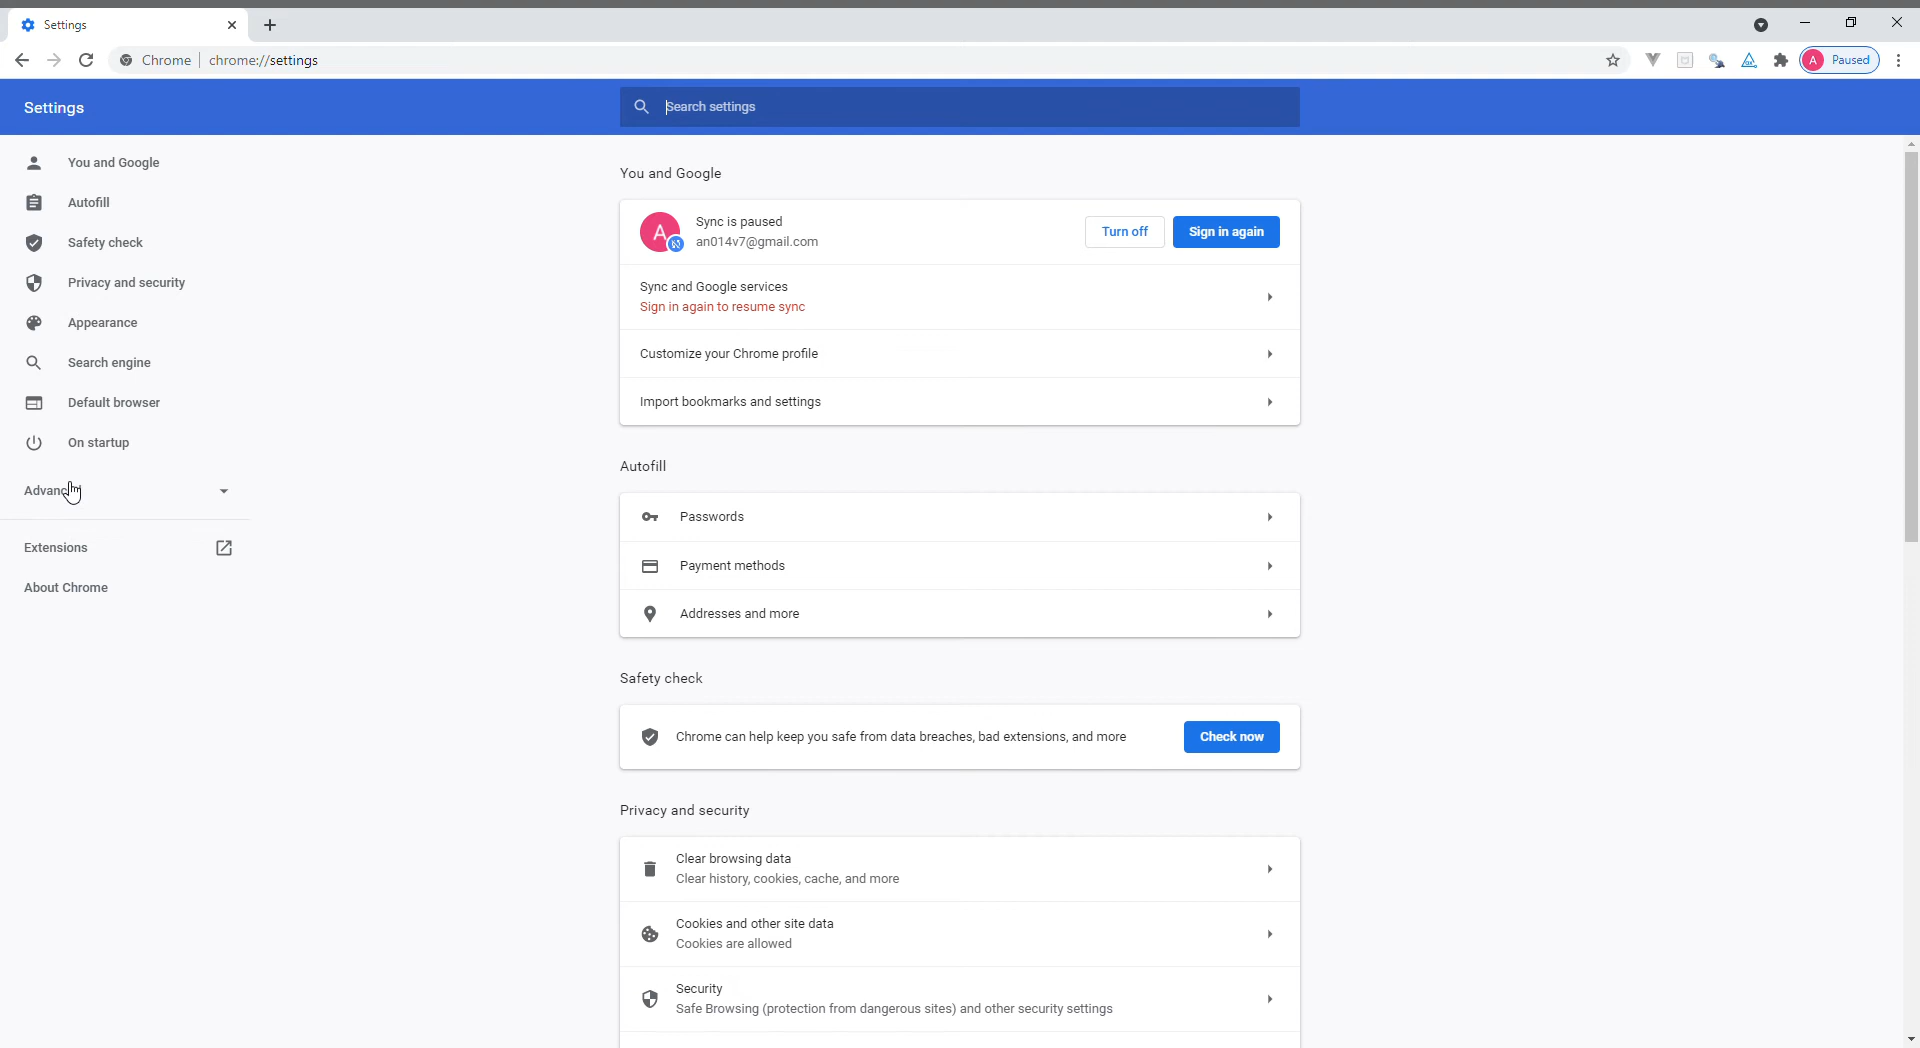 Settings
Chrome
chrome://settings
A
Paused
Settings
Search settings
You and Google
Autofill
Safety check
Privacy and security
Appearance
Search engine
Default browser
On startup
Extensions
About Chrome
You and Google
A
Sync is paused
an014v7@gmail.com
Turn off
Sign in again
Sync and Google services
Sign in again to resume sync
Customize your Chrome profile
Import bookmarks and settings
Autofill
Passwords
Payment methods
Addresses and more
Safety check
Chrome can help keep you safe from data breaches, bad extensions, and more
Check now
Privacy and security
Clear browsing data
Clear history, cookies, cache, and more
Cookies and other site data
Cookies are allowed
Security
Safe Browsing (protection from dangerous sites) and other security settings